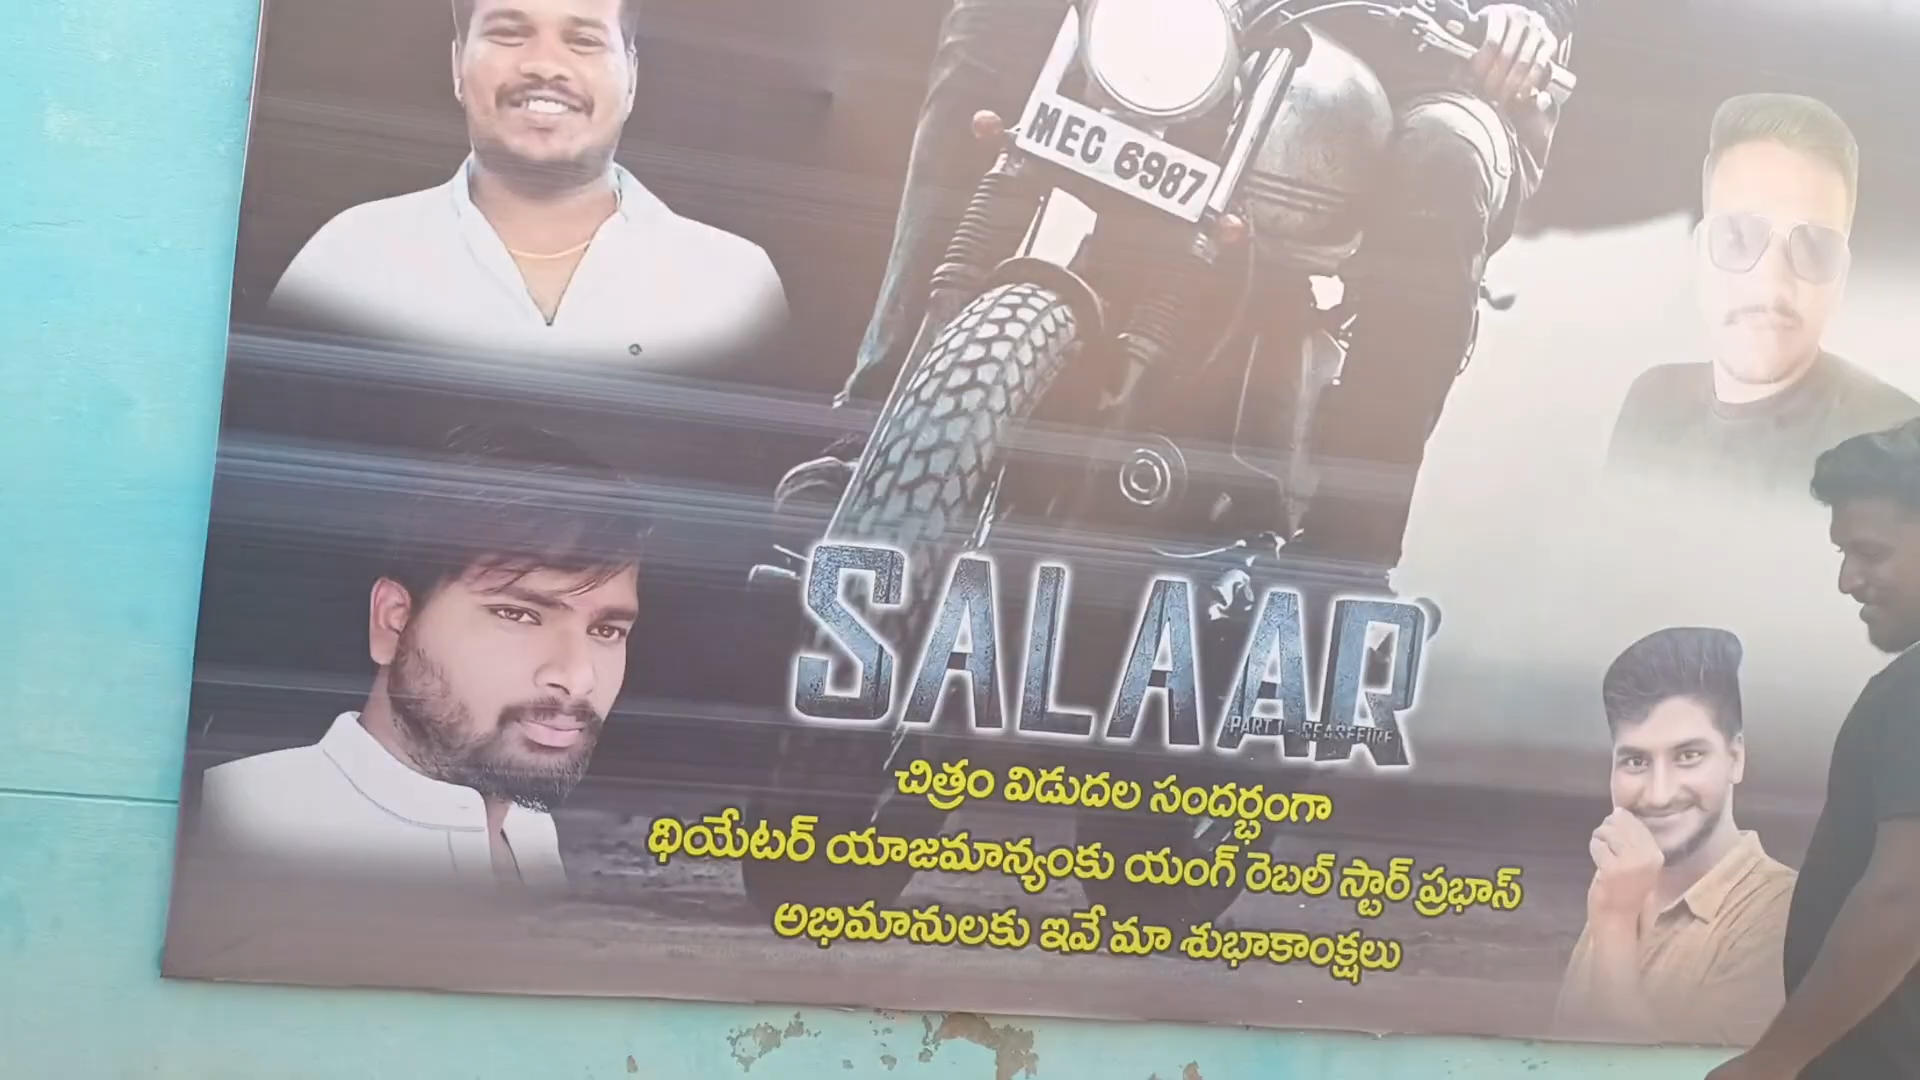 MEC 6987
SALAAR
PART 1 - CEASEFIRE
చిత్రం విడుదల సందర్భంగా
థియేటర్ యాజమాన్యంకు యంగ్ రెబల్ స్టార్ ప్రభాస్
అభిమానులకు ఇవే మా శుభాకాంక్షలు